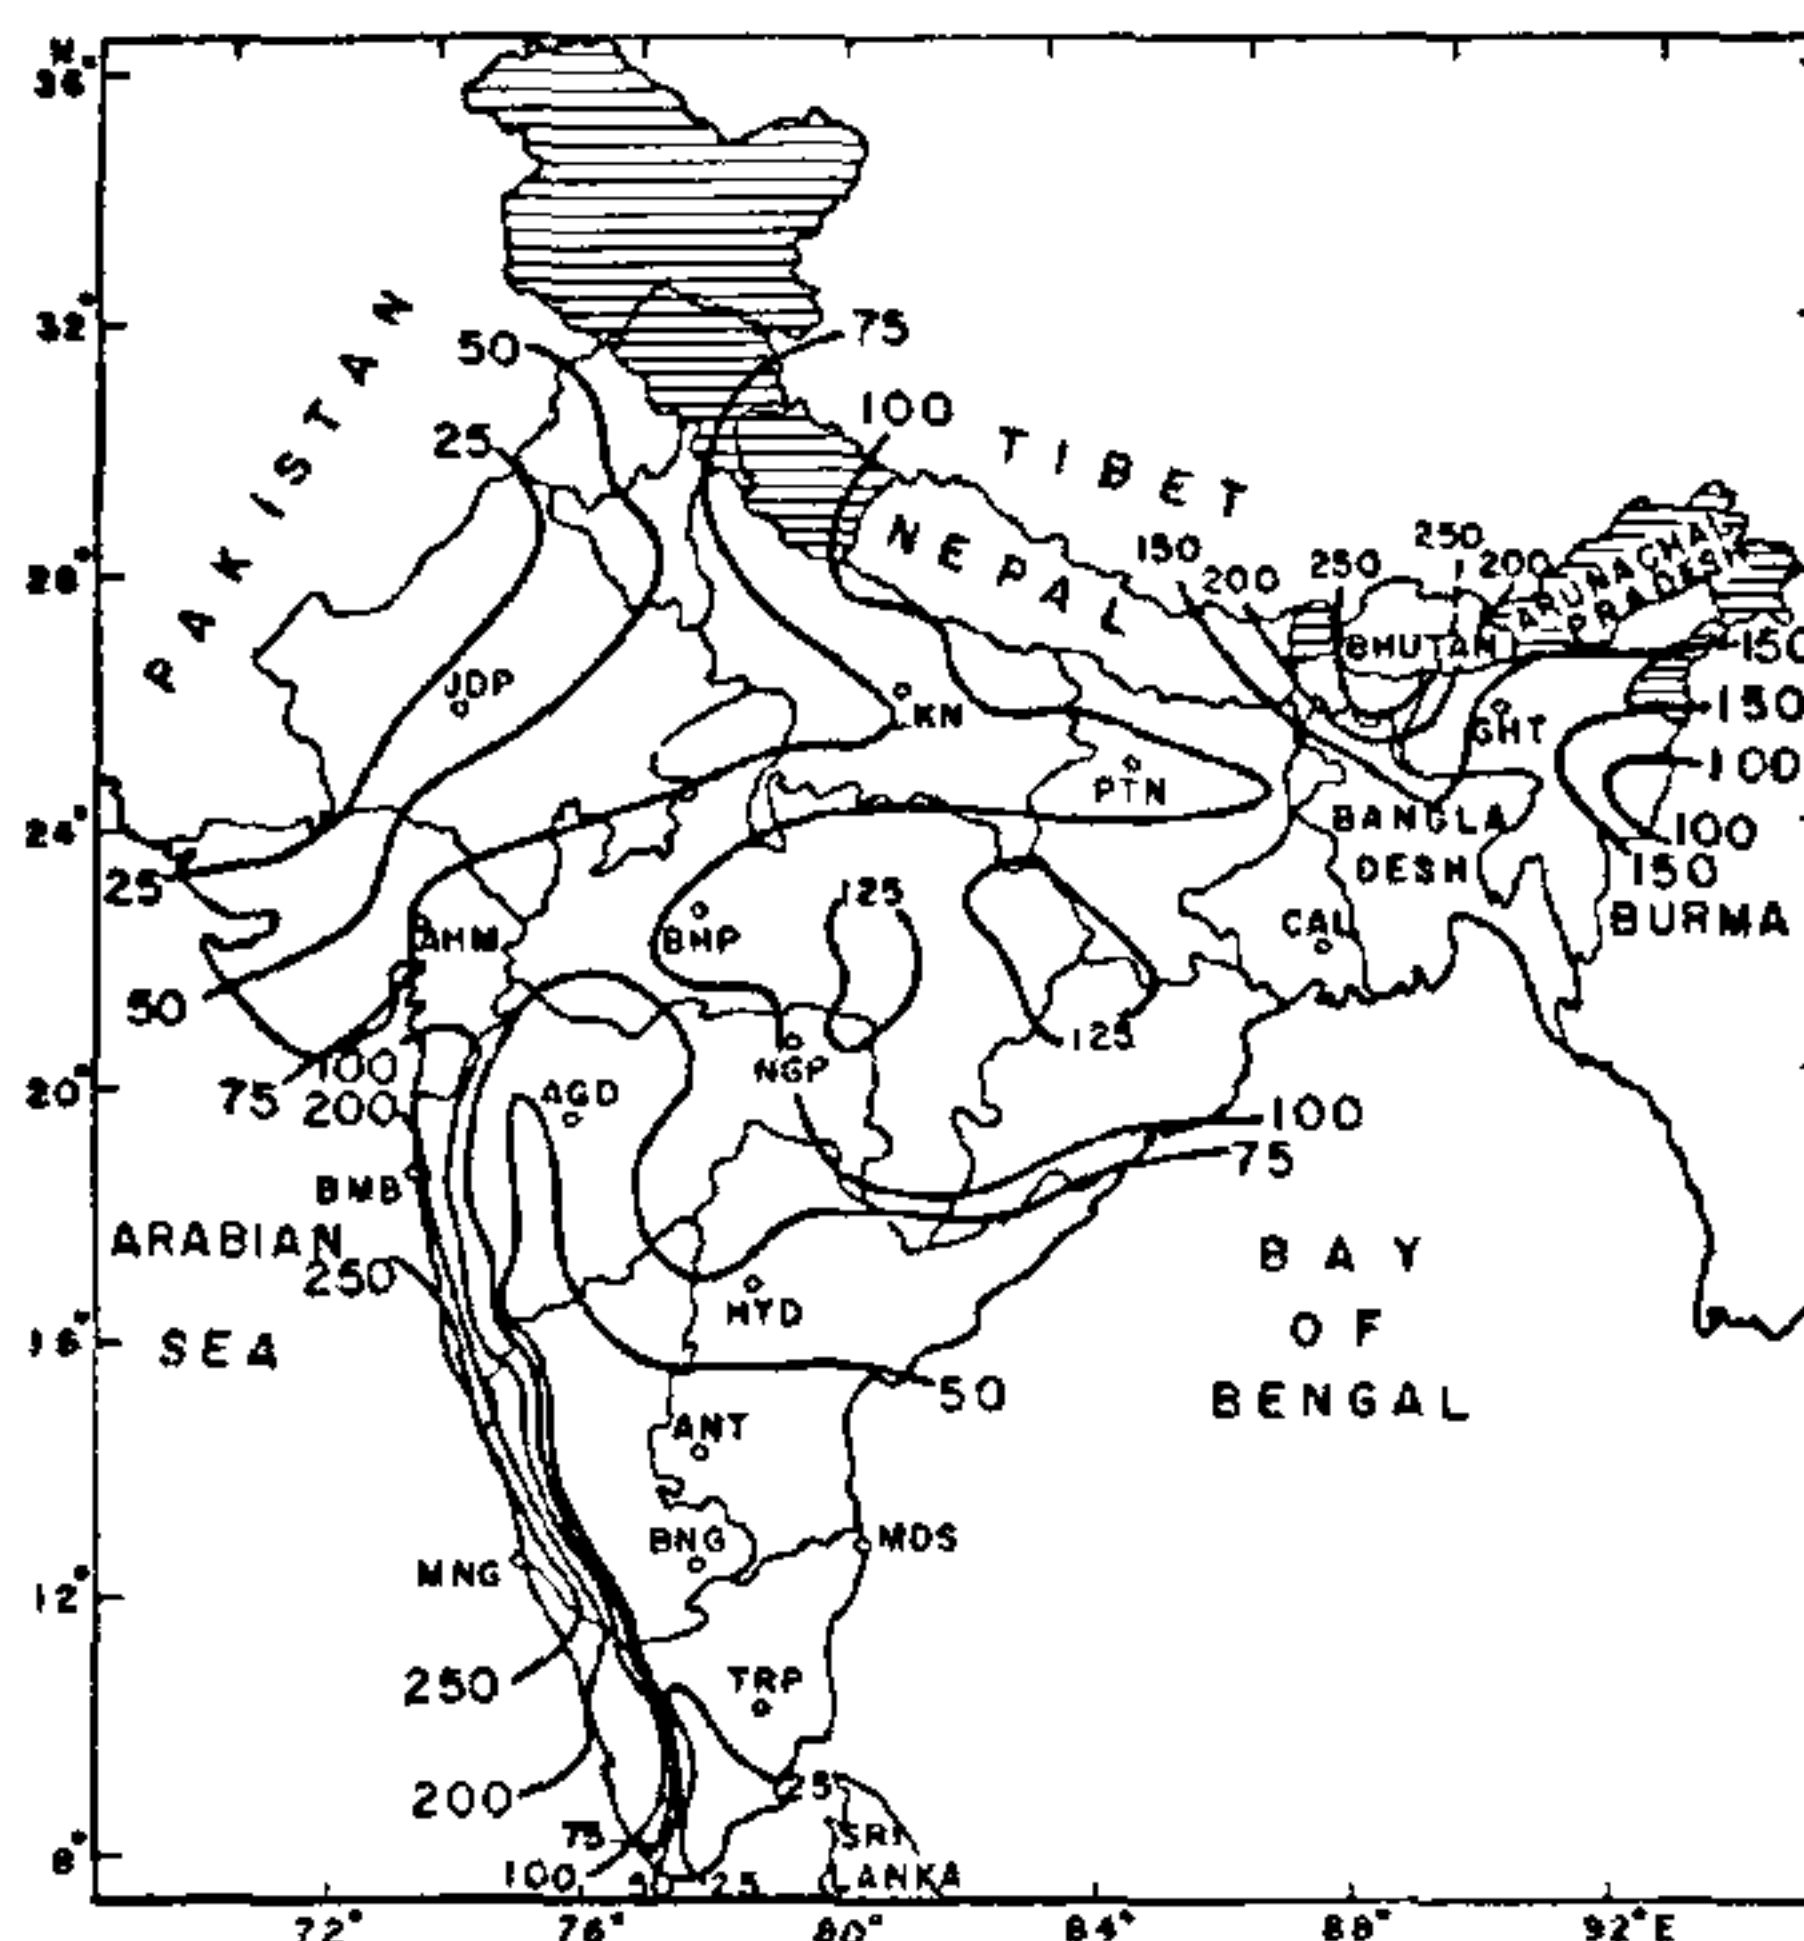 N
36°
32°
28°
24°
20°
16°
12°
8°
PAKISTAN
50
75
25
100
TIBET
NEPAL
150
200
250
250
200
ARUNACHAL
PRADESH
BHUTAN
150
JDP
KN
GHT
150
100
PTN
BANGLA
DESH
100
150
25
AHM
BHP
125
CAL
BURMA
50
125
100
NGP
75
200
AGD
100
75
BMB
ARABIAN
250
SEA
HYD
BAY
OF
BENGAL
50
ANT
BNG
MDS
MNG
250
TRP
200
25
75
SRI
LANKA
100
50
25
72°
76°
80°
84°
88°
92°E